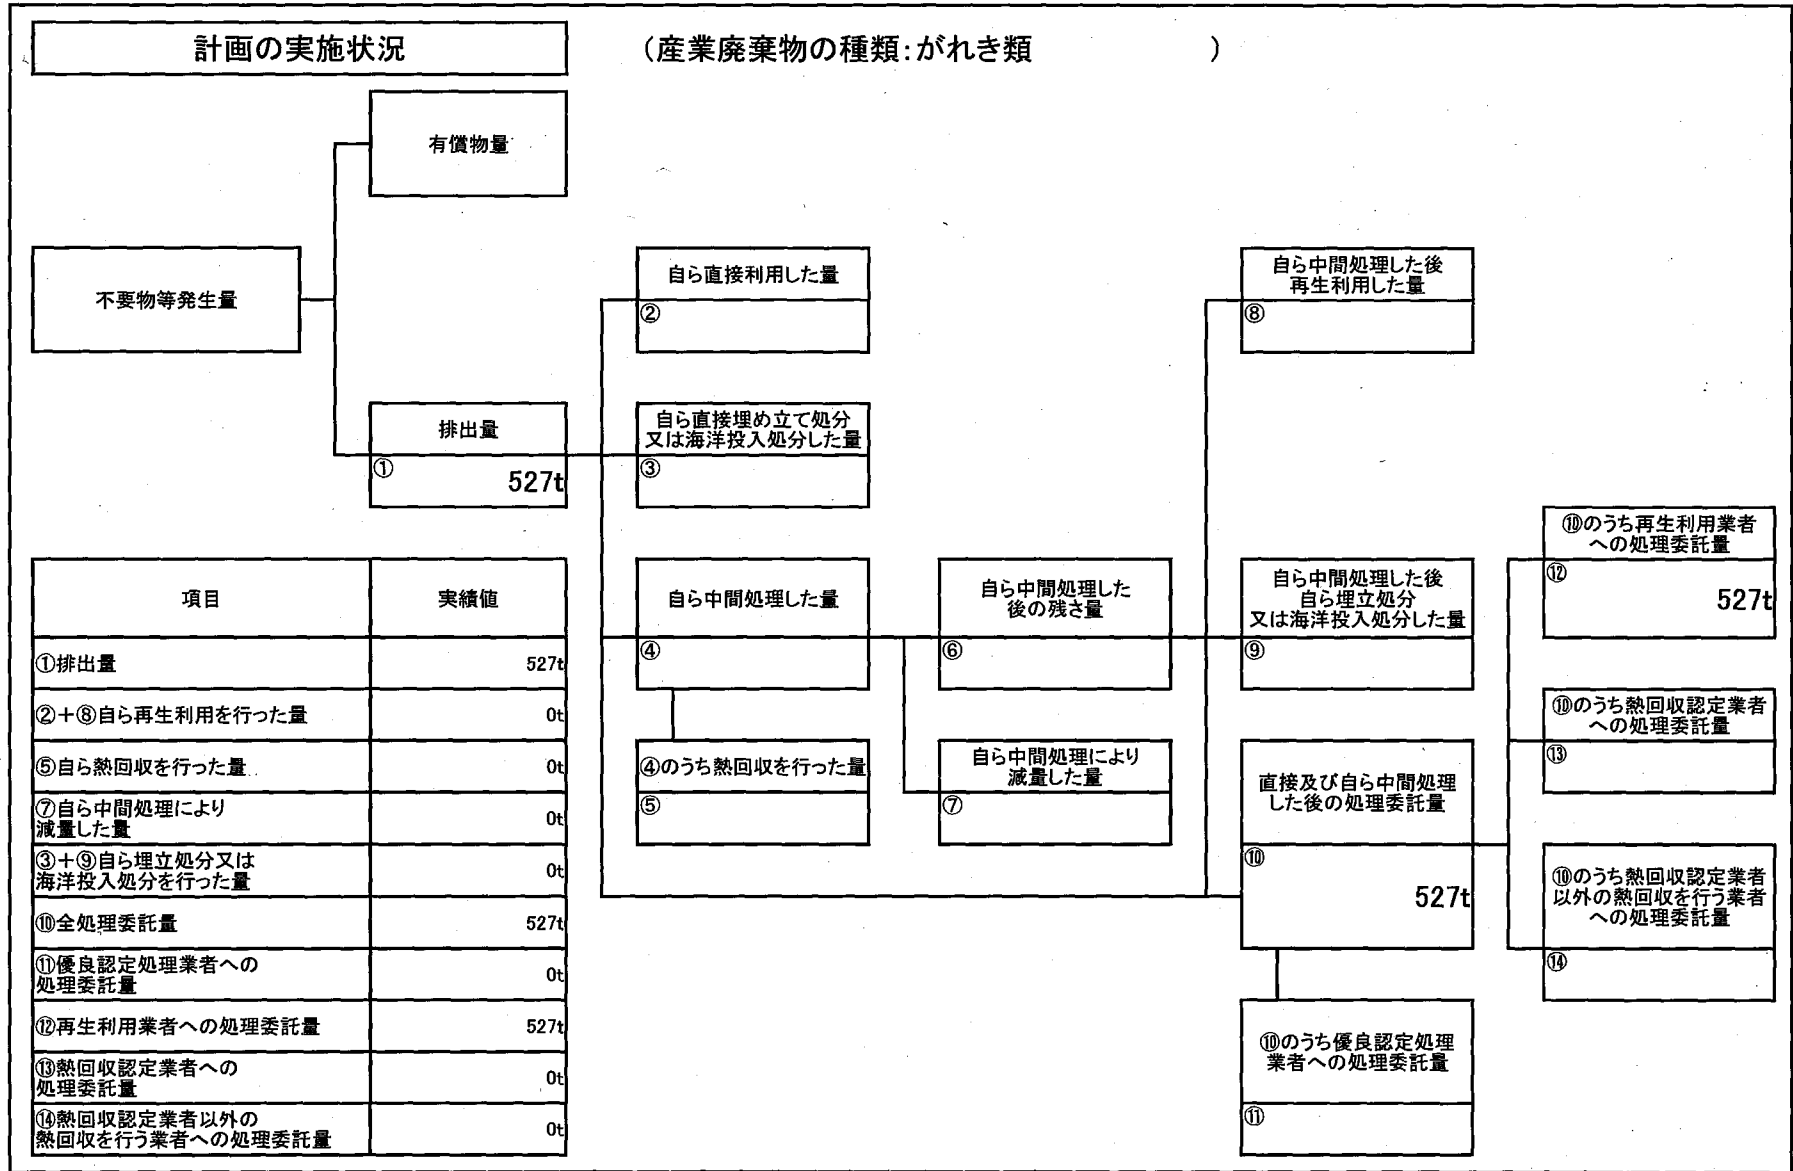 計画の実施状況
（産業廃棄物の種類：がれき類 ）
有償物量
不要物等発生量
排出量
①
527t
自ら直接利用した量
②
自ら直接埋め立て処分
又は海洋投入処分した量
③
自ら中間処理した量
④
④のうち熱回収を行った量
⑤
自ら中間処理した
後の残さ量
⑥
自ら中間処理により
減量した量
⑦
自ら中間処理した後
再生利用した量
⑧
自ら中間処理した後
自ら埋立処分
又は海洋投入処分した量
⑨
直接及び自ら中間処理
した後の処理委託量
⑩
527t
⑩のうち優良認定処理
業者への処理委託量
⑪
⑩のうち再生利用業者
への処理委託量
⑫
527t
⑩のうち熱回収認定業者
への処理委託量
⑬
⑩のうち熱回収認定業者
以外の熱回収を行う業者
への処理委託量
⑭
項目 実績値
①排出量 527t
②＋⑧自ら再生利用を行った量 0t
⑤自ら熱回収を行った量 0t
⑦自ら中間処理により
減量した量 0t
③＋⑨自ら埋立処分又は
海洋投入処分を行った量 0t
⑩全処理委託量 527t
⑪優良認定処理業者への
処理委託量 0t
⑫再生利用業者への処理委託量 527t
⑬熱回収認定業者への
処理委託量 0t
⑭熱回収認定業者以外の
熱回収を行う業者への処理委託量 0t